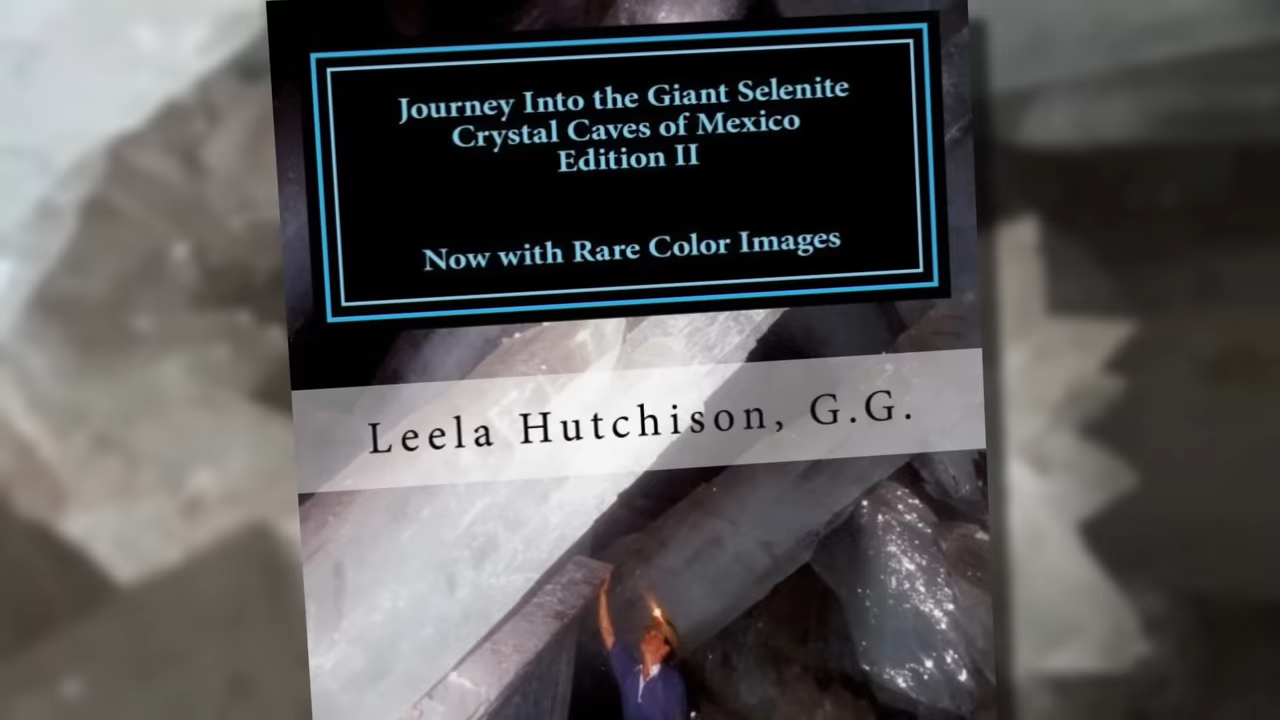 Journey Into the Giant Selenite
Crystal Caves of Mexico
Edition II
Now with Rare Color Images
Leela Hutchison, G.G.